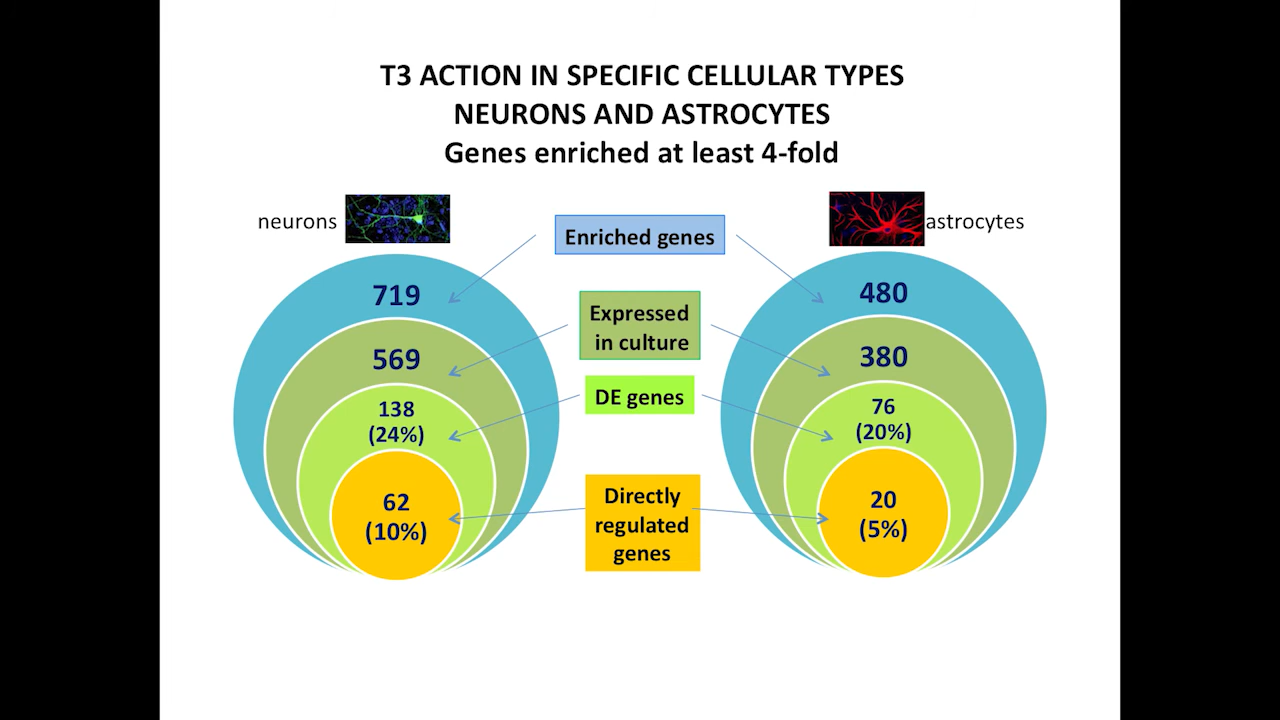 T3 ACTION IN SPECIFIC CELLULAR TYPES
NEURONS AND ASTROCYTES
Genes enriched at least 4-fold
neurons
astrocytes
Enriched genes
719
480
Expressed
in culture
569
380
DE genes
138
(24%)
76
(20%)
Directly
regulated
genes
62
(10%)
20
(5%)